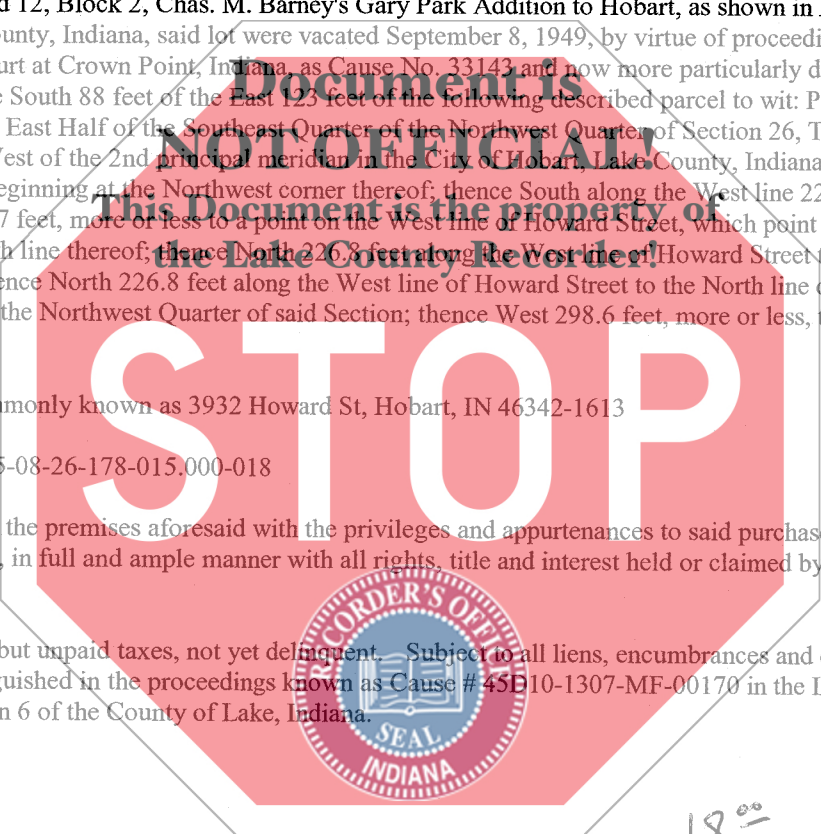 d 12, Block 2, Chas. M. Barney's Gary Park Addition to Hobart, as shown in
ounty, Indiana, said lot were vacated September 8, 1949, by virtue of proceedi
urt at Crown Point, Indiana, as Cause No. 33143 and now more particularly d
Document is
e South 88 feet of the East 123 feet of the following described parcel to wit: P
East Half of the Southeast Quarter of the Northwest Quarter of Section 26, T
NOT OFFICIAL!
West of the 2nd principal meridian in the City of Hobart, Lake County, Indiana
eginning at the Northwest corner thereof; thence South along the West line 22
This Document is the property of
7 feet, more or less to a point on the West line of Howard Street, which point
the Lake County Recorder!
h line thereof; thence North 226.8 feet along the West line of Howard Street
ence North 226.8 feet along the West line of Howard Street to the North line
the Northwest Quarter of said Section; thence West 298.6 feet, more or less,
STOP
mmonly known as 3932 Howard St, Hobart, IN 46342-1613
5-08-26-178-015.000-018
the premises aforesaid with the privileges and appurtenances to said purchas
, in full and ample manner with all rights, title and interest held or claimed by
RECORDER'S OFFICE
but unpaid taxes, not yet delinquent. Subject to all liens, encumbrances and
guished in the proceedings known as Cause # 45D10-1307-MF-00170 in the
n 6 of the County of Lake, Indiana.
SEAL
INDIANA
18 00